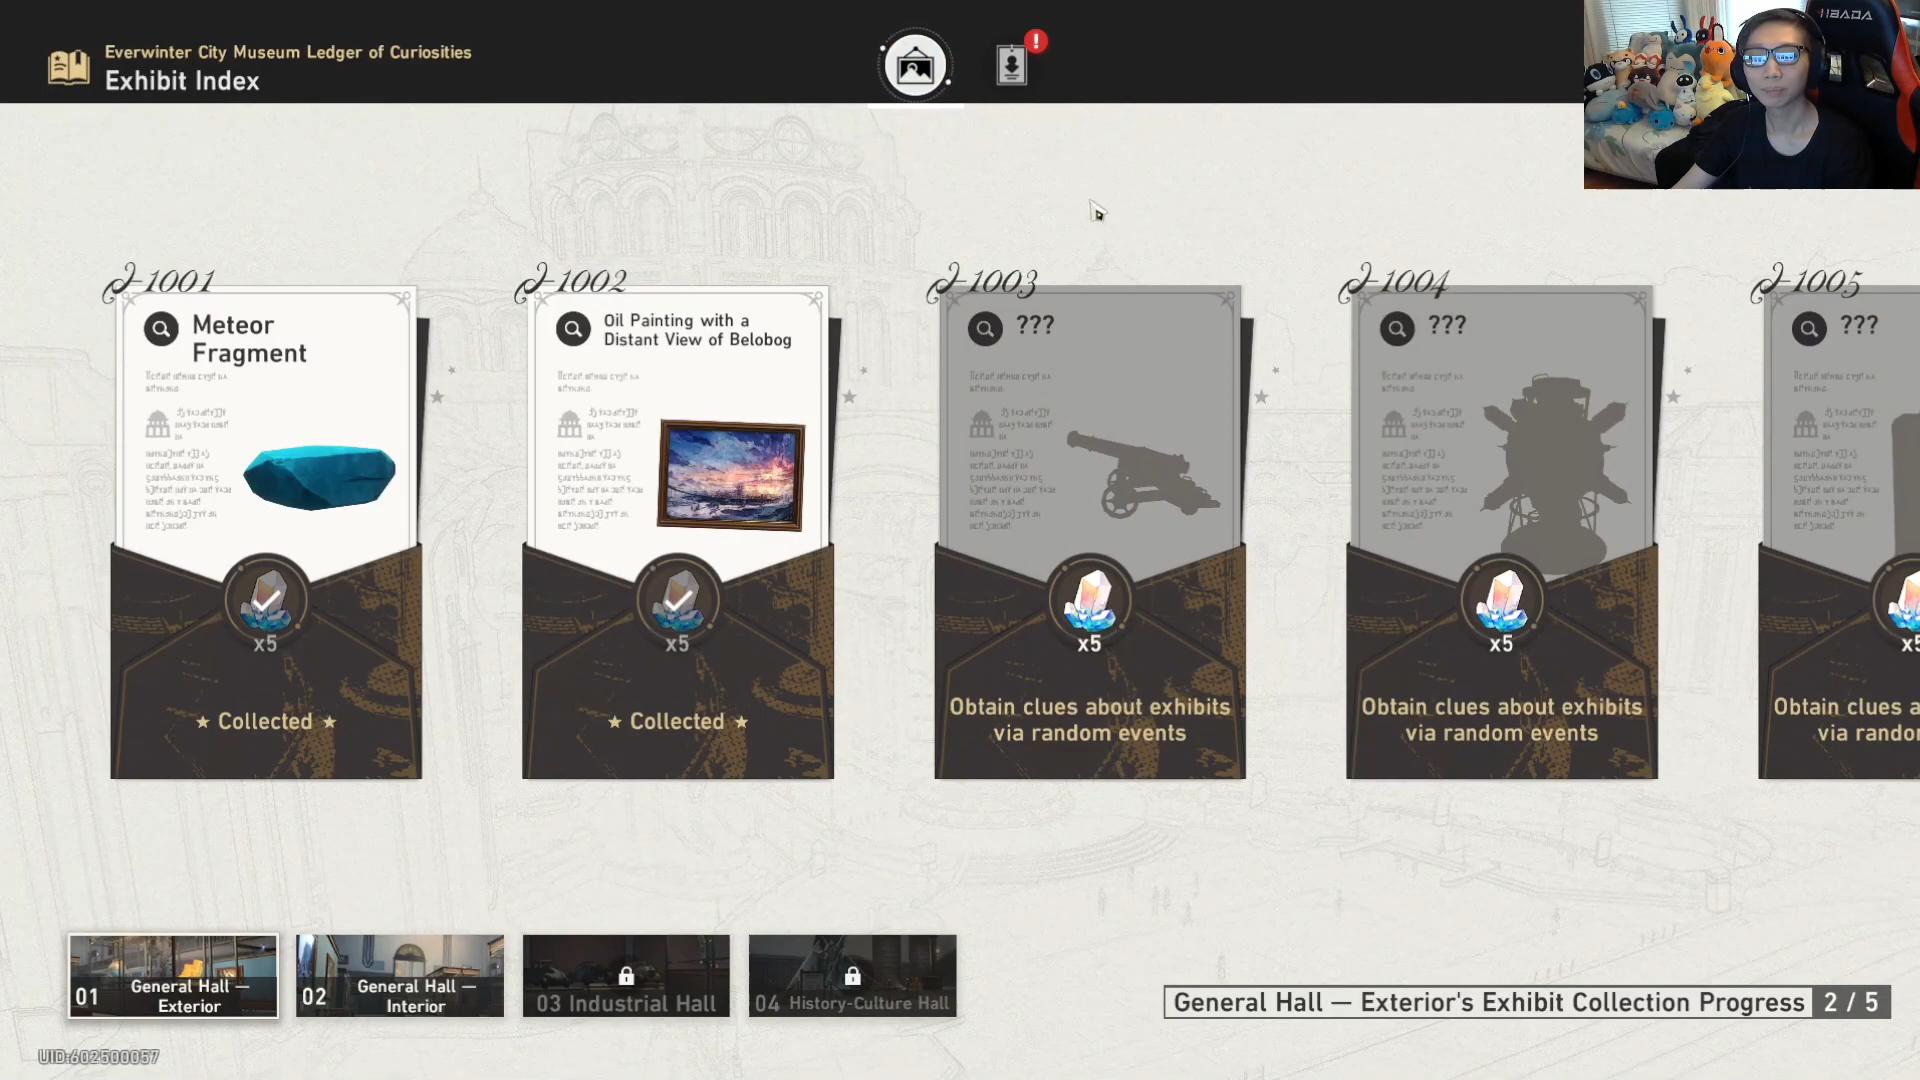 Everwinter City Museum Ledger of Curiosities
Exhibit Index
!
HBADA
J-1001
J-1002
J-1003
J-1004
J-1005
Meteor
Fragment
Oil Painting with a
Distant View of Belobog
???
???
???
x5
x5
x5
x5
Collected
Collected
Obtain clues about exhibits
via random events
Obtain clues about exhibits
via random events
Obtain clues
01
General Hall —
Exterior
02
General Hall —
Interior
03 Industrial Hall
04 History-Culture Hall
General Hall — Exterior's Exhibit Collection Progress 2 / 5
UID:602500057